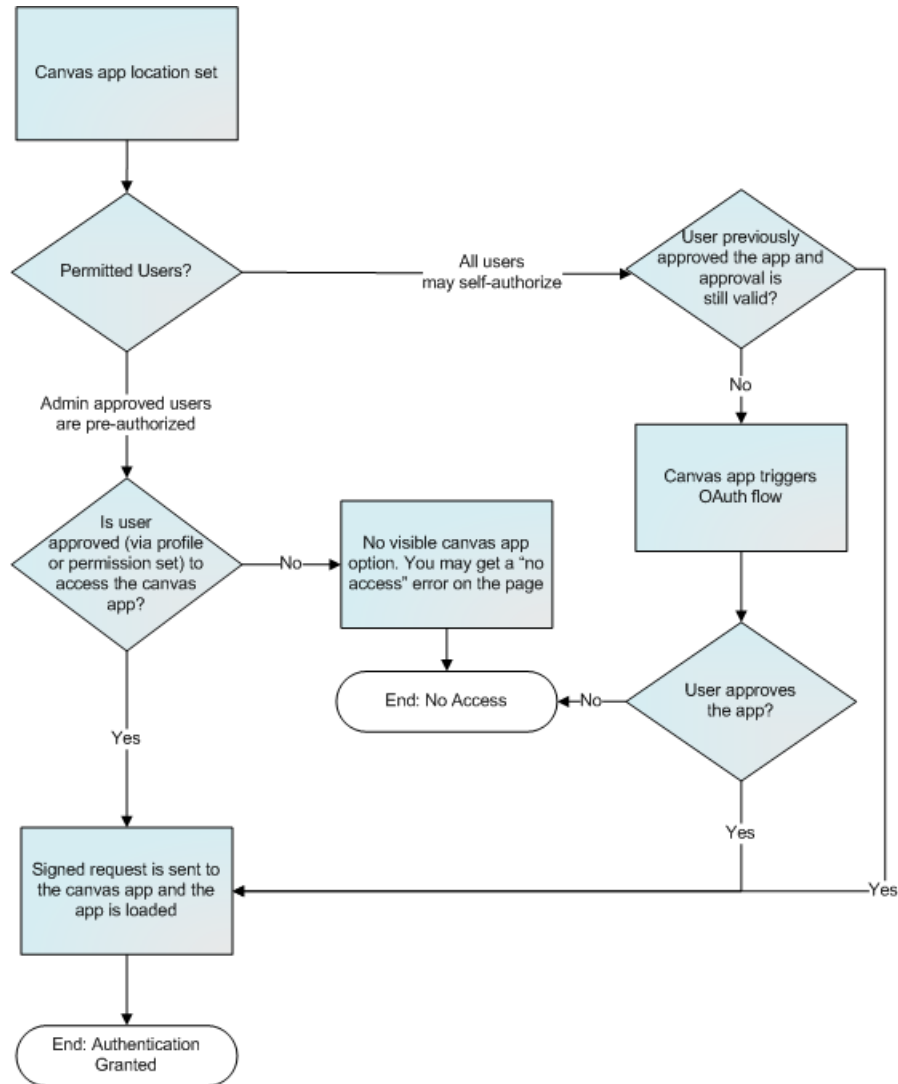 Canvas app location set
Permitted Users?
All users
may self-authorize
User previously
approved the app and
approval is
still valid?
No
Admin approved users
are pre-authorized
Canvas app triggers
OAuth flow
Is user
approved (via profile
or permission set) to
access the canvas
app?
No
No visible canvas app
option. You may get a “no
access” error on the page
End: No Access
No
User approves
the app?
Yes
Yes
Signed request is sent to
the canvas app and the
app is loaded
Yes
End: Authentication
Granted